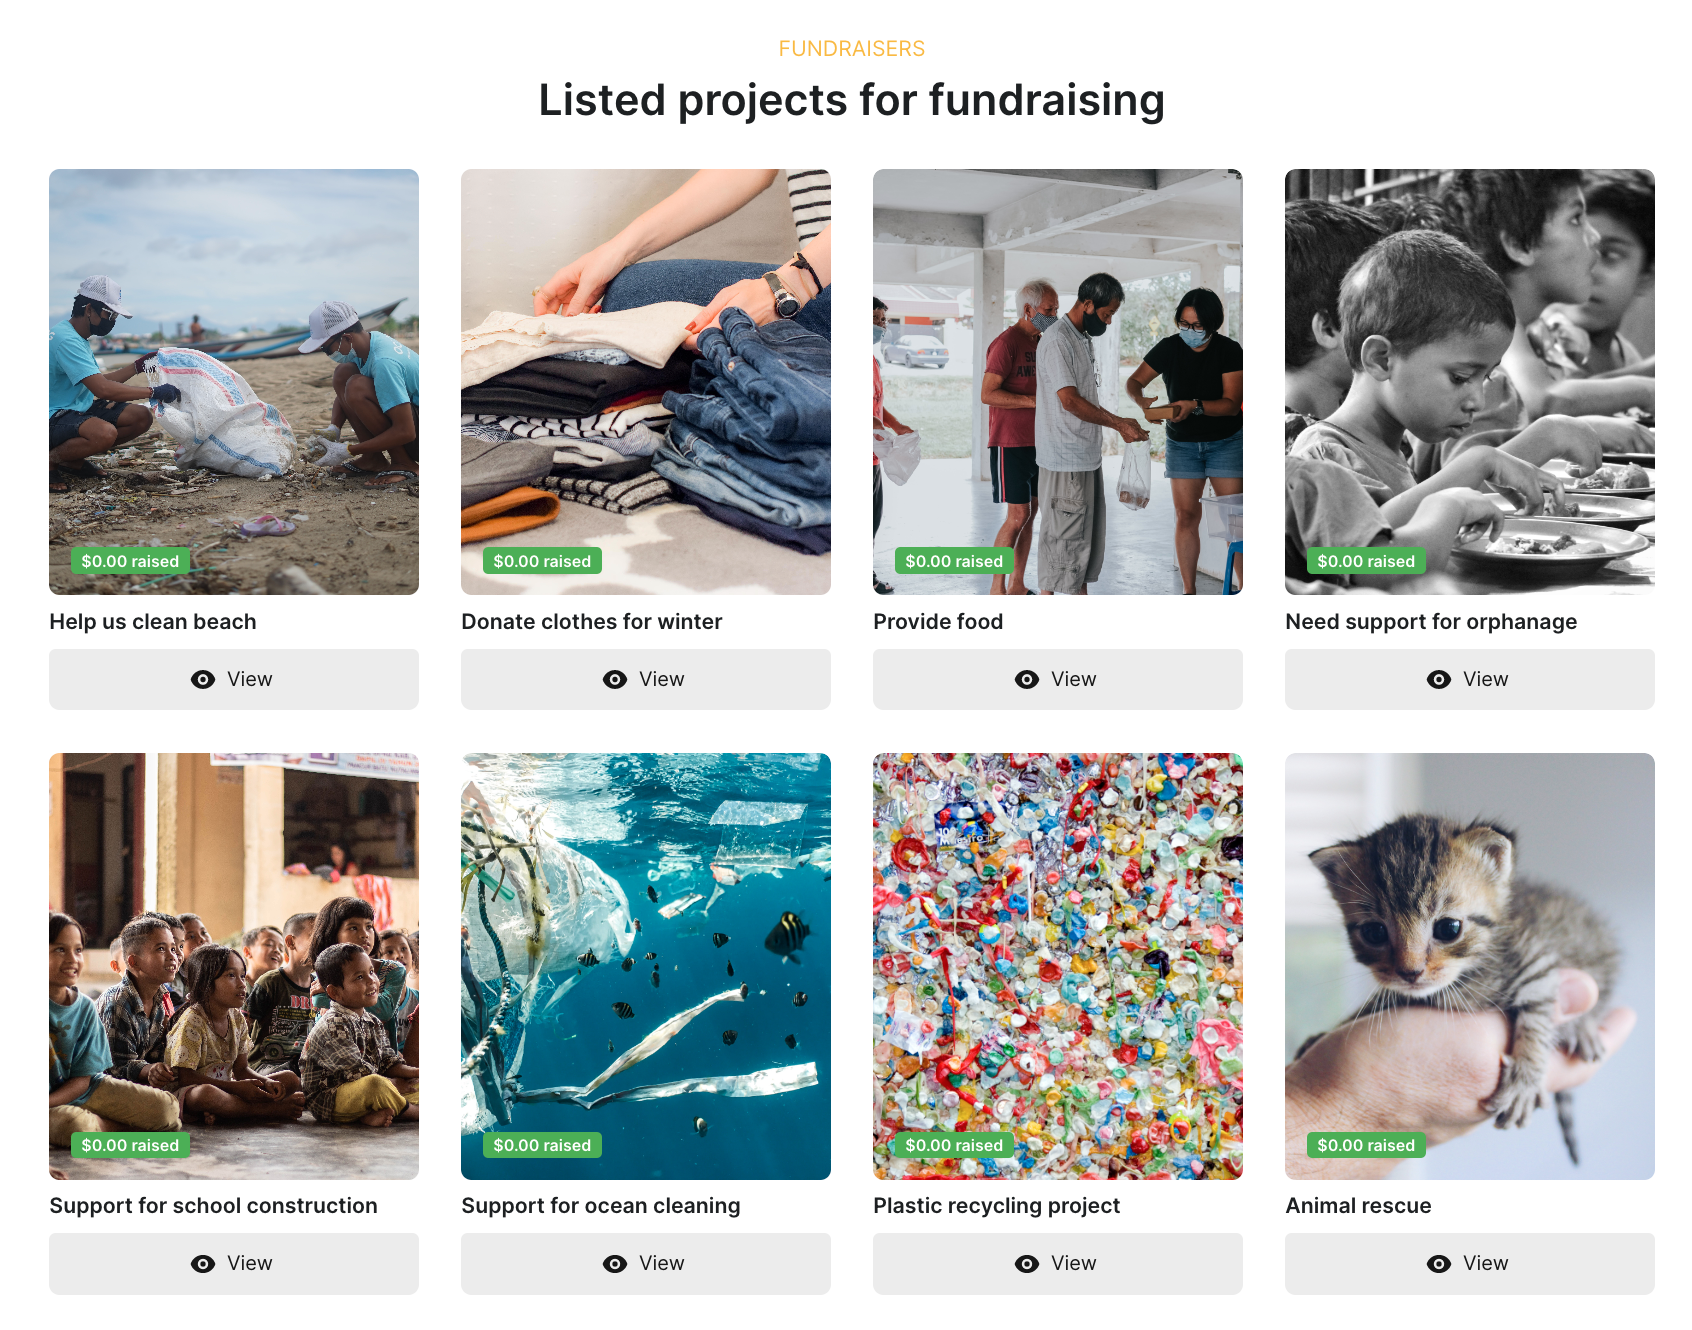 FUNDRAISERS
Listed projects for fundraising
$0.00 raised
Help us clean beach
View
$0.00 raised
Donate clothes for winter
View
$0.00 raised
Provide food
View
$0.00 raised
Need support for orphanage
View
$0.00 raised
Support for school construction
View
$0.00 raised
Support for ocean cleaning
View
$0.00 raised
Plastic recycling project
View
$0.00 raised
Animal rescue
View